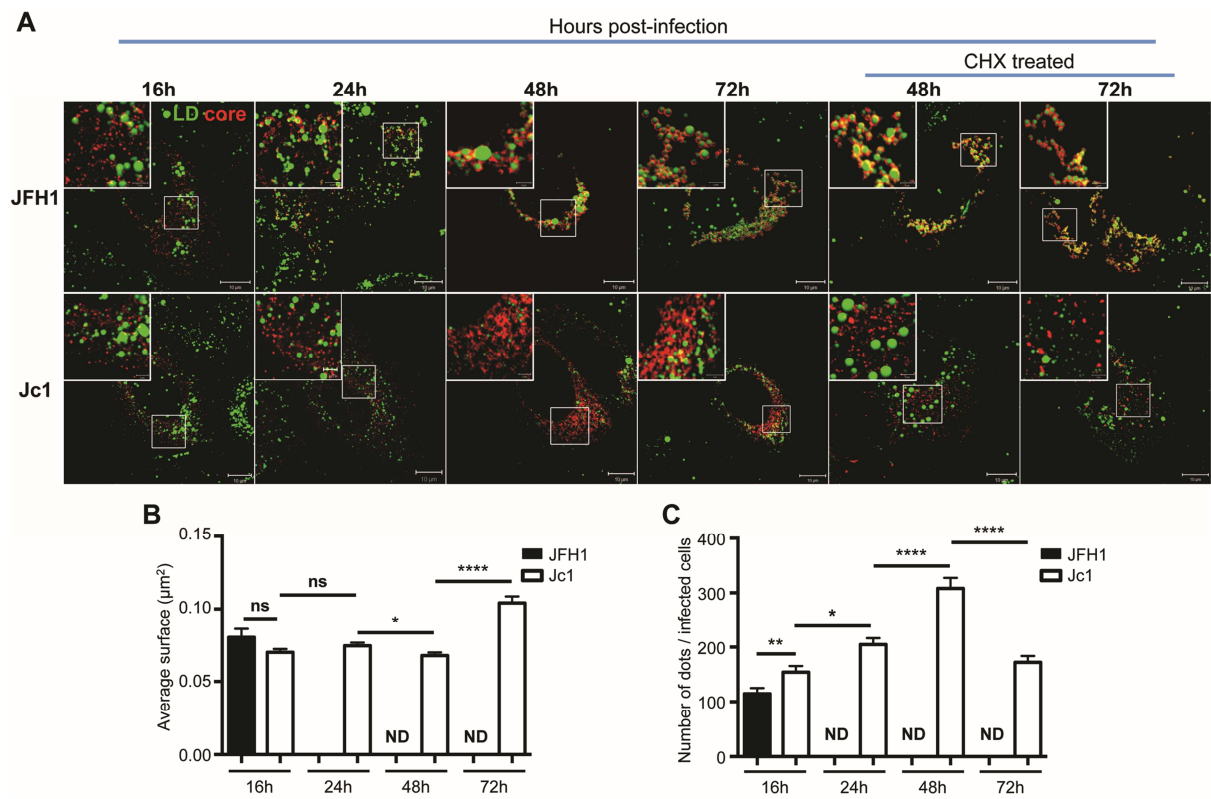 A
Hours post-infection
CHX treated
16h 24h 48h 72h 48h 72h
LD core
JFH1
10 µm 10 µm 10 µm 10 µm 10 µm 10 µm
Jc1
10 µm 10 µm 10 µm 10 µm 10 µm 10 µm
B
Average surface (µm2)
0.15
0.10
0.05
0.00
ns
ns
*
****
JFH1
Jc1
ND ND
16h 24h 48h 72h
C
Number of dots / infected cells
400
300
200
100
0
**
*
****
****
JFH1
Jc1
ND ND ND
16h 24h 48h 72h